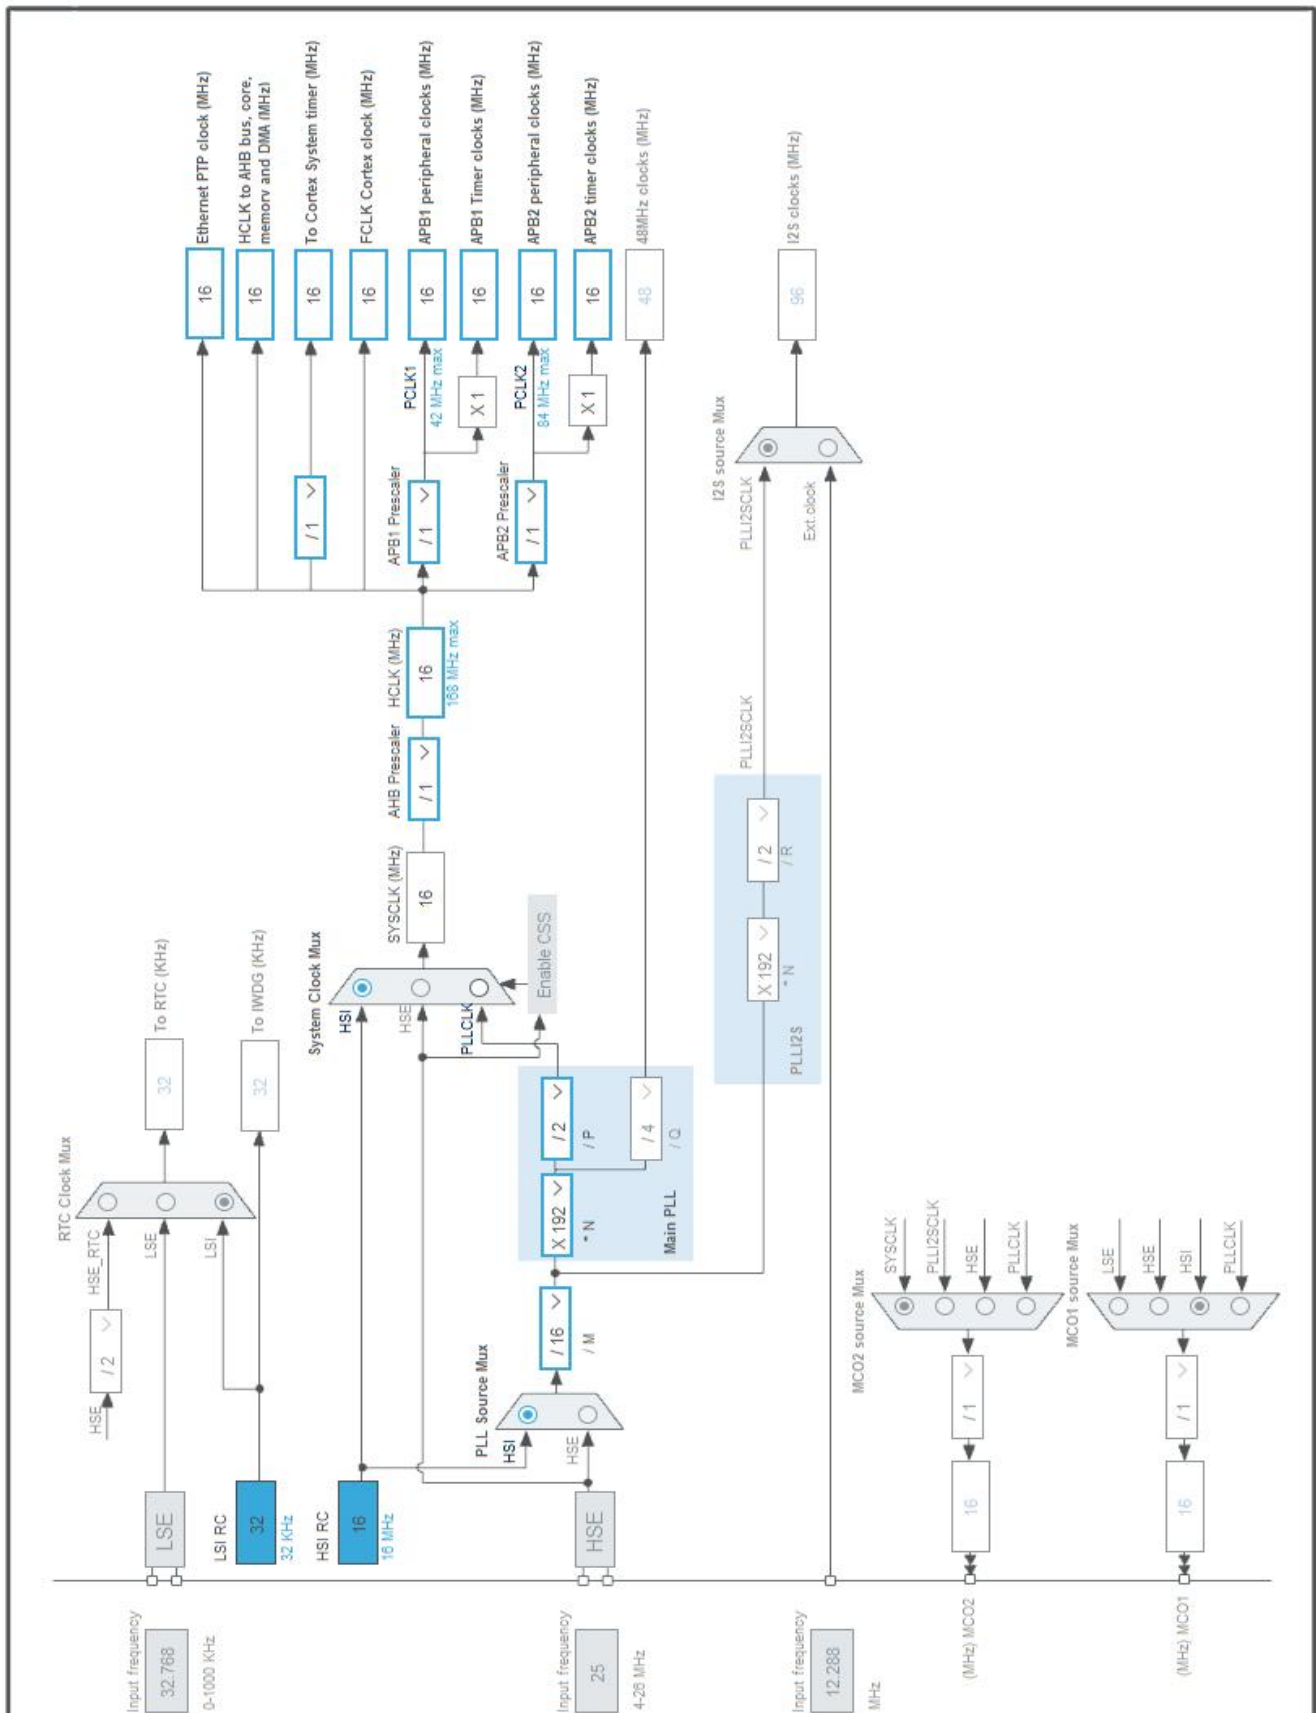 Input frequency
32.768
0-1000 KHz
LSE
HSE
/ 2
HSE_RTC
LSE
LSI
RTC Clock Mux
32
To RTC (KHz)
LSI RC
32
32 KHz
32
To IWDG (KHz)
HSI RC
16
16 MHz
Input frequency
25
4-26 MHz
HSE
PLL Source Mux
HSI
HSE
/ 16
/ M
X 192
* N
/ 2
/ P
/ 4
/ Q
Main PLL
System Clock Mux
HSI
HSE
PLLCLK
Enable CSS
SYSCLK (MHz)
16
AHB Prescaler
/ 1
HCLK (MHz)
16
168 MHz max
/ 1
APB1 Prescaler
/ 1
PCLK1
42 MHz max
X 1
APB2 Prescaler
/ 1
PCLK2
84 MHz max
X 1
16
Ethernet PTP clock (MHz)
16
HCLK to AHB bus, core,
memory and DMA (MHz)
16
To Cortex System timer (MHz)
16
FCLK Cortex clock (MHz)
16
APB1 peripheral clocks (MHz)
16
APB1 Timer clocks (MHz)
16
APB2 peripheral clocks (MHz)
16
APB2 timer clocks (MHz)
48
48MHz clocks (MHz)
X 192
* N
/ 2
/ R
PLLI2S
PLLI2SCLK
I2S source Mux
PLLI2SCLK
Ext.clock
96
I2S clocks (MHz)
Input frequency
12.288
MHz
MCO2 source Mux
SYSCLK
PLLI2SCLK
HSE
PLLCLK
/ 1
16
(MHz) MCO2
MCO1 source Mux
LSE
HSE
HSI
PLLCLK
/ 1
16
(MHz) MCO1